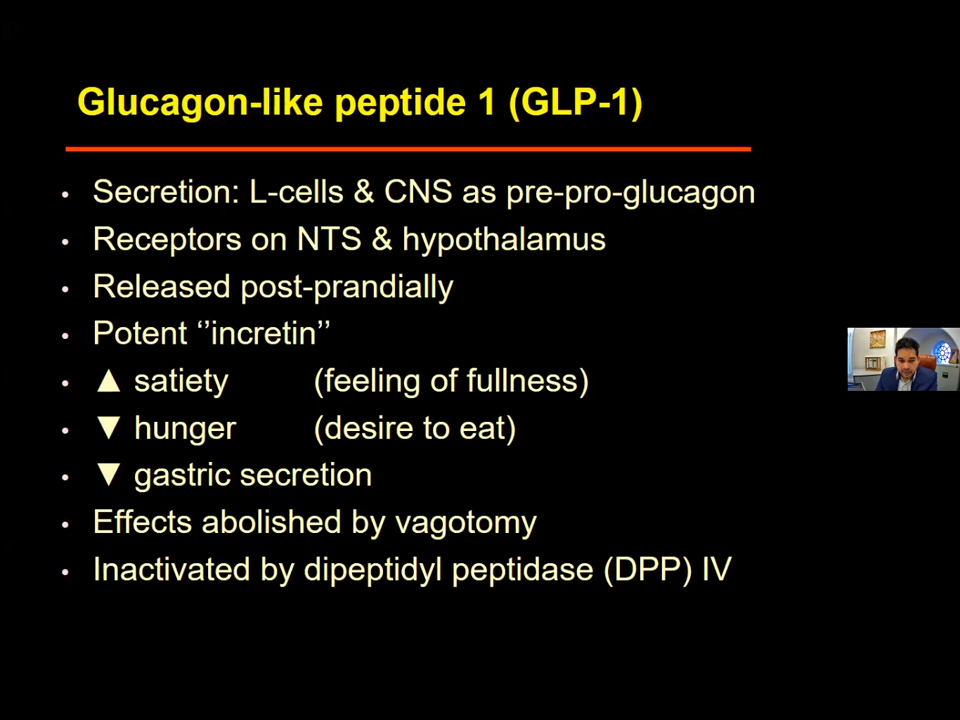 Glucagon-like peptide 1 (GLP-1)
• Secretion: L-cells & CNS as pre-pro-glucagon
• Receptors on NTS & hypothalamus
• Released post-prandially
• Potent ‘’incretin’’
• ▲ satiety (feeling of fullness)
• ▼ hunger (desire to eat)
• ▼ gastric secretion
• Effects abolished by vagotomy
• Inactivated by dipeptidyl peptidase (DPP) IV